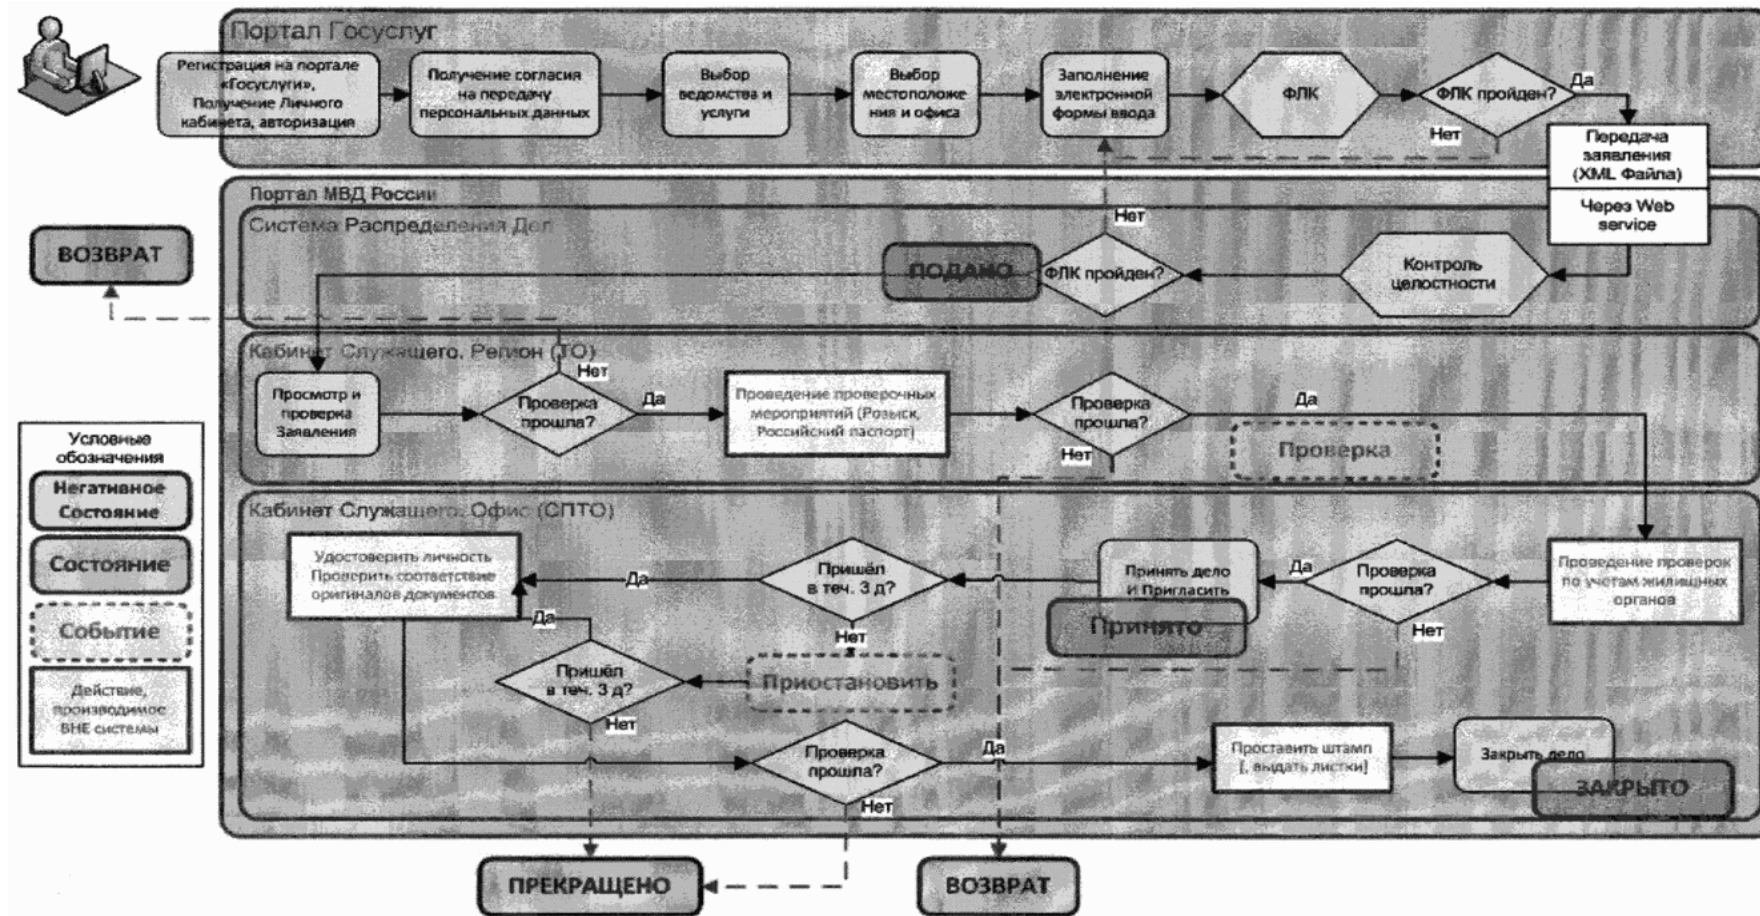 Портал Госуслуг
Регистрация на портале
«Госуслуги»,
Получение Личного
кабинета, авторизация
Получение согласия
на передачу
персональных данных
Выбор
ведомства и
услуги
Выбор
местоположе
ния и офиса
Заполнение
электронной
формы ввода
ФЛК
ФЛК пройден?
Да
Нет
Передача
заявления
(XML Файла)
Через Web
service
Портал МВД России
Система Распределения Дел
Нет
ВОЗВРАТ
ПОДАНО
ФЛК пройден?
Контроль
целостности
Кабинет Служащего. Регион (ТО)
Просмотр и
проверка
Заявления
Нет
Проверка
прошла?
Да
Проведение проверочных
мероприятий (Розыск,
Российский паспорт)
Проверка
прошла?
Да
Нет
Проверка
Условные
обозначения
Негативное
Состояние
Состояние
Событие
Действие,
производимое
ВНЕ системы
Кабинет Служащего. Офис (СПТО)
Удостоверить личность
Проверить соответствие
оригиналов документов
Да
Пришёл
в теч. 3 д?
Нет
Принять дело
И Пригласить
Принято
Да
Проверка
прошла?
Нет
Проведение проверок
по учетам жилищных
органов
Да
Пришёл
в теч. 3 д?
Нет
Приостановить
Проверка
прошла?
Да
Нет
Проставить штамп
[, выдать листки]
Закрыть дело
ЗАКРЫТО
ПРЕКРАЩЕНО
ВОЗВРАТ